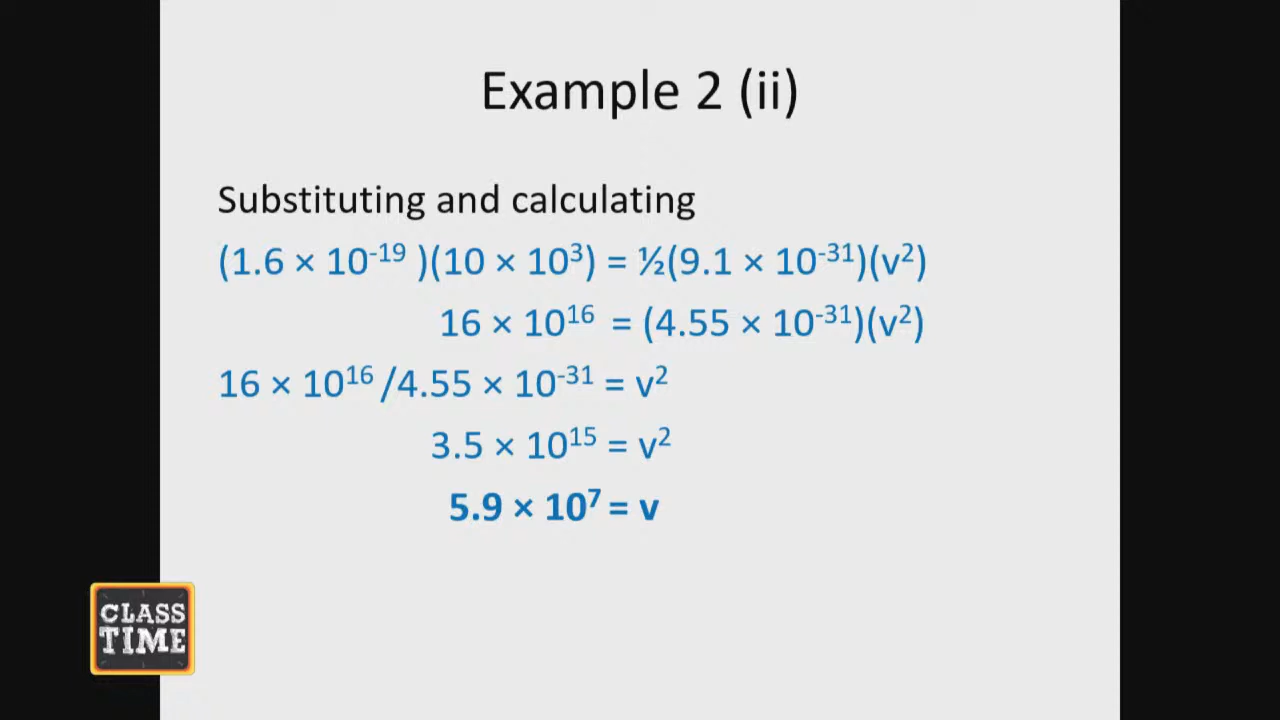 Example 2 (ii)
Substituting and calculating
(1.6 × 10⁻¹⁹ )(10 × 10³) = ½(9.1 × 10⁻³¹)(v²)
16 × 10¹⁶ = (4.55 × 10⁻³¹)(v²)
16 × 10¹⁶ /4.55 × 10⁻³¹ = v²
3.5 × 10¹⁵ = v²
5.9 × 10⁷ = v
CLASS
TIME